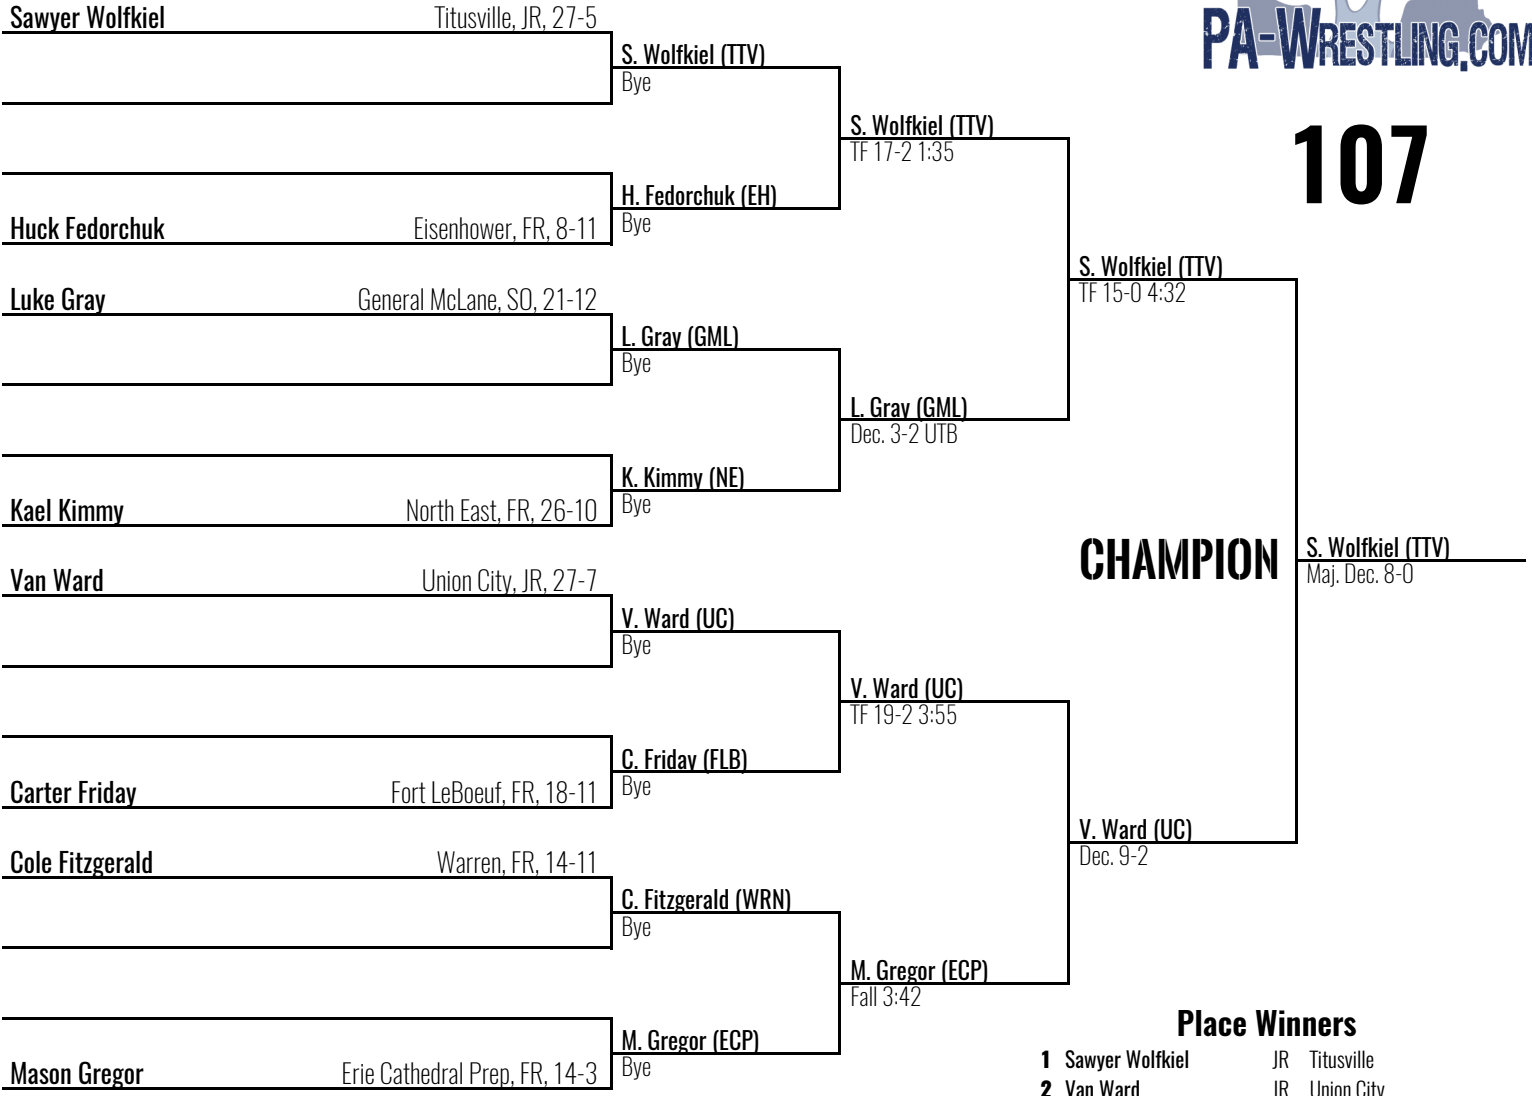 Sawyer Wolfkiel Titusville, JR, 27-5
PA-WRESTLING.COM
S. Wolfkiel (TTV)
Bye
S. Wolfkiel (TTV)
TF 17-2 1:35
107
H. Fedorchuk (EH)
Huck Fedorchuk Eisenhower, FR, 8-11
Bye
S. Wolfkiel (TTV)
TF 15-0 4:32
Luke Gray General McLane, SO, 21-12
L. Gray (GML)
Bye
L. Gray (GML)
Dec. 3-2 UTB
K. Kimmy (NE)
Bye
Kael Kimmy North East, FR, 26-10
CHAMPION
S. Wolfkiel (TTV)
Maj. Dec. 8-0
Van Ward Union City, JR, 27-7
V. Ward (UC)
Bye
V. Ward (UC)
TF 19-2 3:55
C. Friday (FLB)
Bye
Carter Friday Fort LeBoeuf, FR, 18-11
V. Ward (UC)
Dec. 9-2
Cole Fitzgerald Warren, FR, 14-11
C. Fitzgerald (WRN)
Bye
M. Gregor (ECP)
Fall 3:42
M. Gregor (ECP)
Bye
Mason Gregor Erie Cathedral Prep, FR, 14-3
Place Winners
1 Sawyer Wolfkiel JR Titusville
2 Van Ward JR Union City